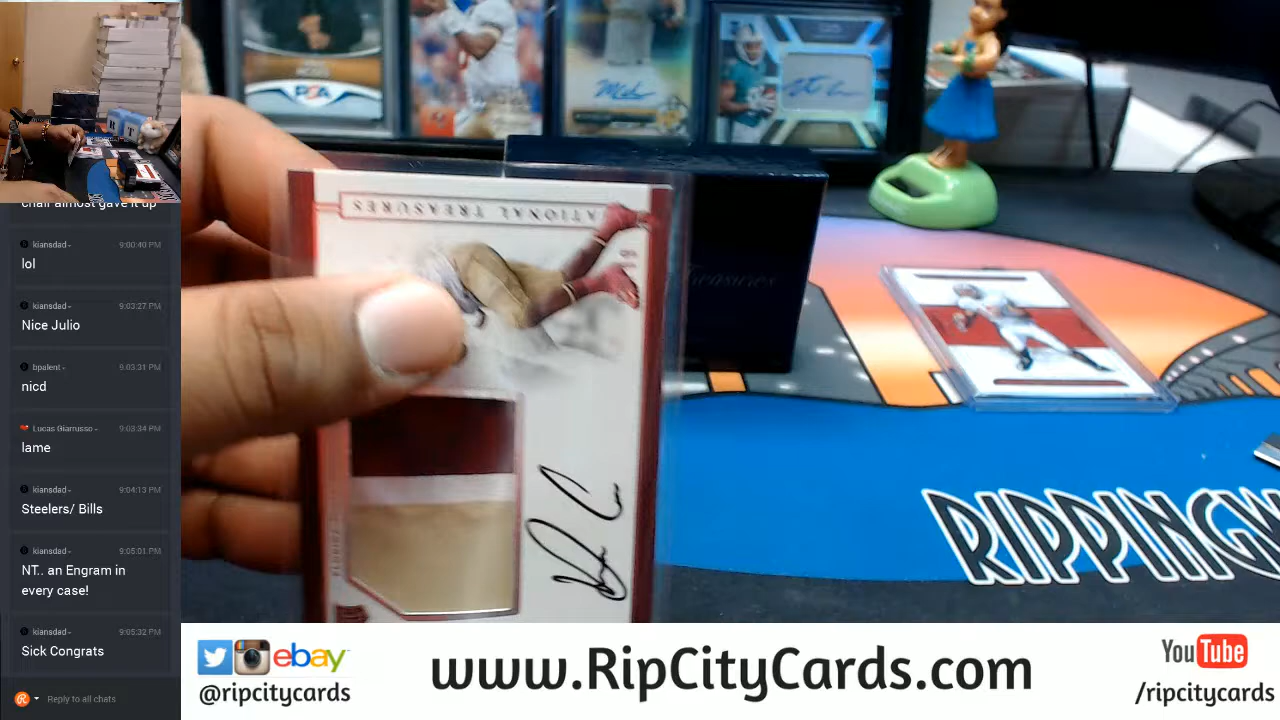 chair almost gave it up
kiansdad - 9:00:40 PM
lol
kiansdad - 9:03:27 PM
Nice Julio
bpalent - 9:03:31 PM
nicd
Lucas Giarrusso - 9:03:34 PM
lame
kiansdad - 9:04:13 PM
Steelers/ Bills
kiansdad - 9:05:01 PM
NT.. an Engram in
every case!
kiansdad - 9:05:32 PM
Sick Congrats
Reply to all chats
NATIONAL TREASURES
Treasures
RIPPING
ebay
@ripcitycards
www.RipCityCards.com
YouTube
/ripcitycards